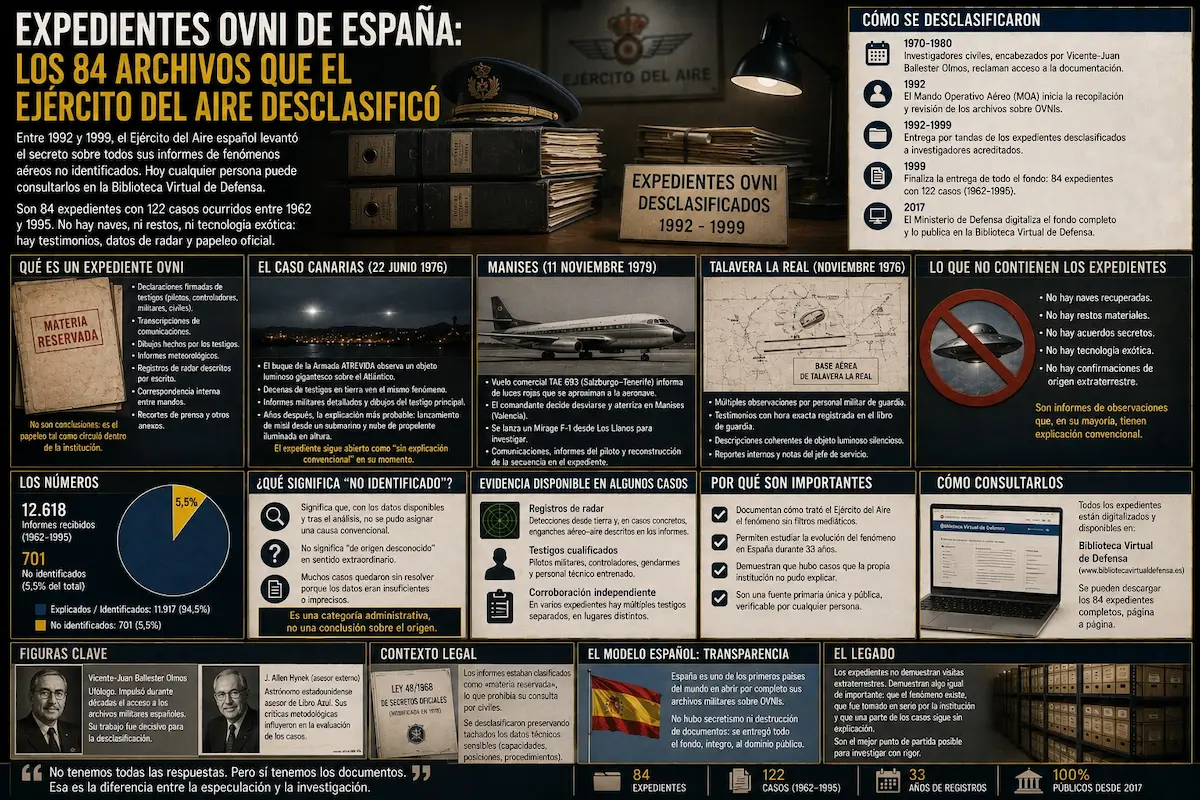 EXPEDIENTES OVNI DE ESPAÑA:
LOS 84 ARCHIVOS QUE EL
EJÉRCITO DEL AIRE DESCLASIFICÓ
Entre 1992 y 1999, el Ejército del Aire español levantó
el secreto sobre todos sus informes de fenómenos
aéreos no identificados. Hoy cualquier persona puede
consultarlos en la Biblioteca Virtual de Defensa.
Son 84 expedientes con 122 casos ocurridos entre 1962
y 1995. No hay naves, ni restos, ni tecnología exótica:
hay testimonios, datos de radar y papeleo oficial.
EJÉRCITO DEL AIRE
EXPEDIENTES OVNI
DESCLASIFICADOS
1992 - 1999
CÓMO SE DESCLASIFICARON
1970-1980
Investigadores civiles, encabezados por Vicente-Juan
Ballester Olmos, reclaman acceso a la documentación.
1992
El Mando Operativo Aéreo (MOA) inicia la recopilación
y revisión de los archivos sobre OVNIs.
1992-1999
Entrega por tandas de los expedientes desclasificados
a investigadores acreditados.
1999
Finaliza la entrega de todo el fondo: 84 expedientes
con 122 casos (1962-1995).
2017
El Ministerio de Defensa digitaliza el fondo completo
y lo publica en la Biblioteca Virtual de Defensa.
QUÉ ES UN EXPEDIENTE OVNI
MATERIA
RESERVADA
• Declaraciones firmadas de
testigos (pilotos, controladores,
militares, civiles).
• Transcripciones de
comunicaciones.
• Dibujos hechos por los testigos.
• Informes meteorológicos.
• Registros de radar descritos
por escrito.
• Correspondencia interna
entre mandos.
• Recortes de prensa y otros
anexos.
No son conclusiones: es el
papeleo tal como circuló dentro
de la institución.
EL CASO CANARIAS (22 JUNIO 1976)
• El buque de la Armada ATREVIDA observa un objeto
luminoso gigantesco sobre el Atlántico.
• Decenas de testigos en tierra ven el mismo fenómeno.
• Informes militares detallados y dibujos del testigo principal.
• Años después, la explicación más probable: lanzamiento
de misil desde un submarino y nube de propelente
iluminada en altura.
El expediente sigue abierto como "sin explicación
convencional" en su momento.
MANISES (11 NOVIEMBRE 1979)
• Vuelo comercial TAE 693 (Salzburgo–Tenerife) informa
de luces rojas que se aproximan a la aeronave.
• El comandante decide desviarse y aterriza en Manises
(Valencia).
• Se lanza un Mirage F-1 desde Los Llanos para
investigar.
• Comunicaciones, informes del piloto y reconstrucción
de la secuencia en el expediente.
TALAVERA LA REAL (NOVIEMBRE 1976)
BASE AÉREA
DE TALAVERA LA REAL
• Múltiples observaciones por personal militar de guardia.
• Testimonios con hora exacta registrada en el libro
de guardia.
• Descripciones coherentes de objeto luminoso silencioso.
• Reportes internos y notas del jefe de servicio.
LO QUE NO CONTIENEN LOS EXPEDIENTES
• No hay naves recuperadas.
• No hay restos materiales.
• No hay acuerdos secretos.
• No hay tecnología exótica.
• No hay confirmaciones de
origen extraterrestre.
Son informes de observaciones
que, en su mayoría, tienen
explicación convencional.
LOS NÚMEROS
12.618
Informes recibidos
(1962–1995)
701
No identificados
(5,5% del total)
5,5%
Explicados / Identificados: 11.917 (94,5%)
No identificados: 701 (5,5%)
¿QUÉ SIGNIFICA "NO IDENTIFICADO"?
Significa que, con los datos disponibles
y tras el análisis, no se pudo asignar
una causa convencional.
No significa "de origen desconocido"
en sentido extraordinario.
Muchos casos quedaron sin resolver
porque los datos eran insuficientes
o imprecisos.
Es una categoría administrativa,
no una conclusión sobre el origen.
EVIDENCIA DISPONIBLE EN ALGUNOS CASOS
Registros de radar
Detecciones desde tierra y, en casos concretos,
enganches aéreo-aire descritos en los informes.
Testigos cualificados
Pilotos militares, controladores, gendarmes
y personal técnico entrenado.
Corroboración independiente
En varios expedientes hay múltiples testigos
separados, en lugares distintos.
POR QUÉ SON IMPORTANTES
Documentan cómo trató el Ejército del Aire
el fenómeno sin filtros mediáticos.
Permiten estudiar la evolución del fenómeno
en España durante 33 años.
Demuestran que hubo casos que la propia
institución no pudo explicar.
Son una fuente primaria única y pública,
verificable por cualquier persona.
CÓMO CONSULTARLOS
Biblioteca Virtual de Defensa
Todos los expedientes
están digitalizados y
disponibles en:
Biblioteca Virtual
de Defensa
(www.bibliotecavirtualdefensa.es)
Se pueden descargar
los 84 expedientes
completos, página
a página.
FIGURAS CLAVE
Vicente-Juan Ballester Olmos
Ufólogo. Impulsó durante
décadas el acceso a los
archivos militares españoles.
Su trabajo fue decisivo para
la desclasificación.
J. Allen Hynek (asesor externo)
Astrónomo estadounidense
asesor de Libro Azul. Sus
críticas metodológicas
influyeron en la evaluación
de los casos.
CONTEXTO LEGAL
LEY 48/1968
DE SECRETOS OFICIALES
(MODIFICADA EN 1978)
Los informes estaban clasificados
como «materia reservada»,
lo que prohibía su consulta
por civiles.
Se desclasificaron preservando
tachados los datos técnicos
sensibles (capacidades,
posiciones, procedimientos).
EL MODELO ESPAÑOL: TRANSPARENCIA
España es uno de los primeros países
del mundo en abrir por completo sus
archivos militares sobre OVNIs.
No hubo secretismo ni destrucción
de documentos: se entregó todo
el fondo, íntegro, al dominio público.
EL LEGADO
Los expedientes no demuestran visitas
extraterrestres. Demuestran algo igual
de importante: que el fenómeno existe,
que fue tomado en serio por la institución
y que una parte de los casos sigue sin
explicación.
Son el mejor punto de partida posible
para investigar con rigor.
"No tenemos todas las respuestas. Pero sí tenemos los documentos."
Esa es la diferencia entre la especulación y la investigación.
84
EXPEDIENTES
122
CASOS (1962–1995)
33
AÑOS DE REGISTROS
100%
PÚBLICOS DESDE 2017